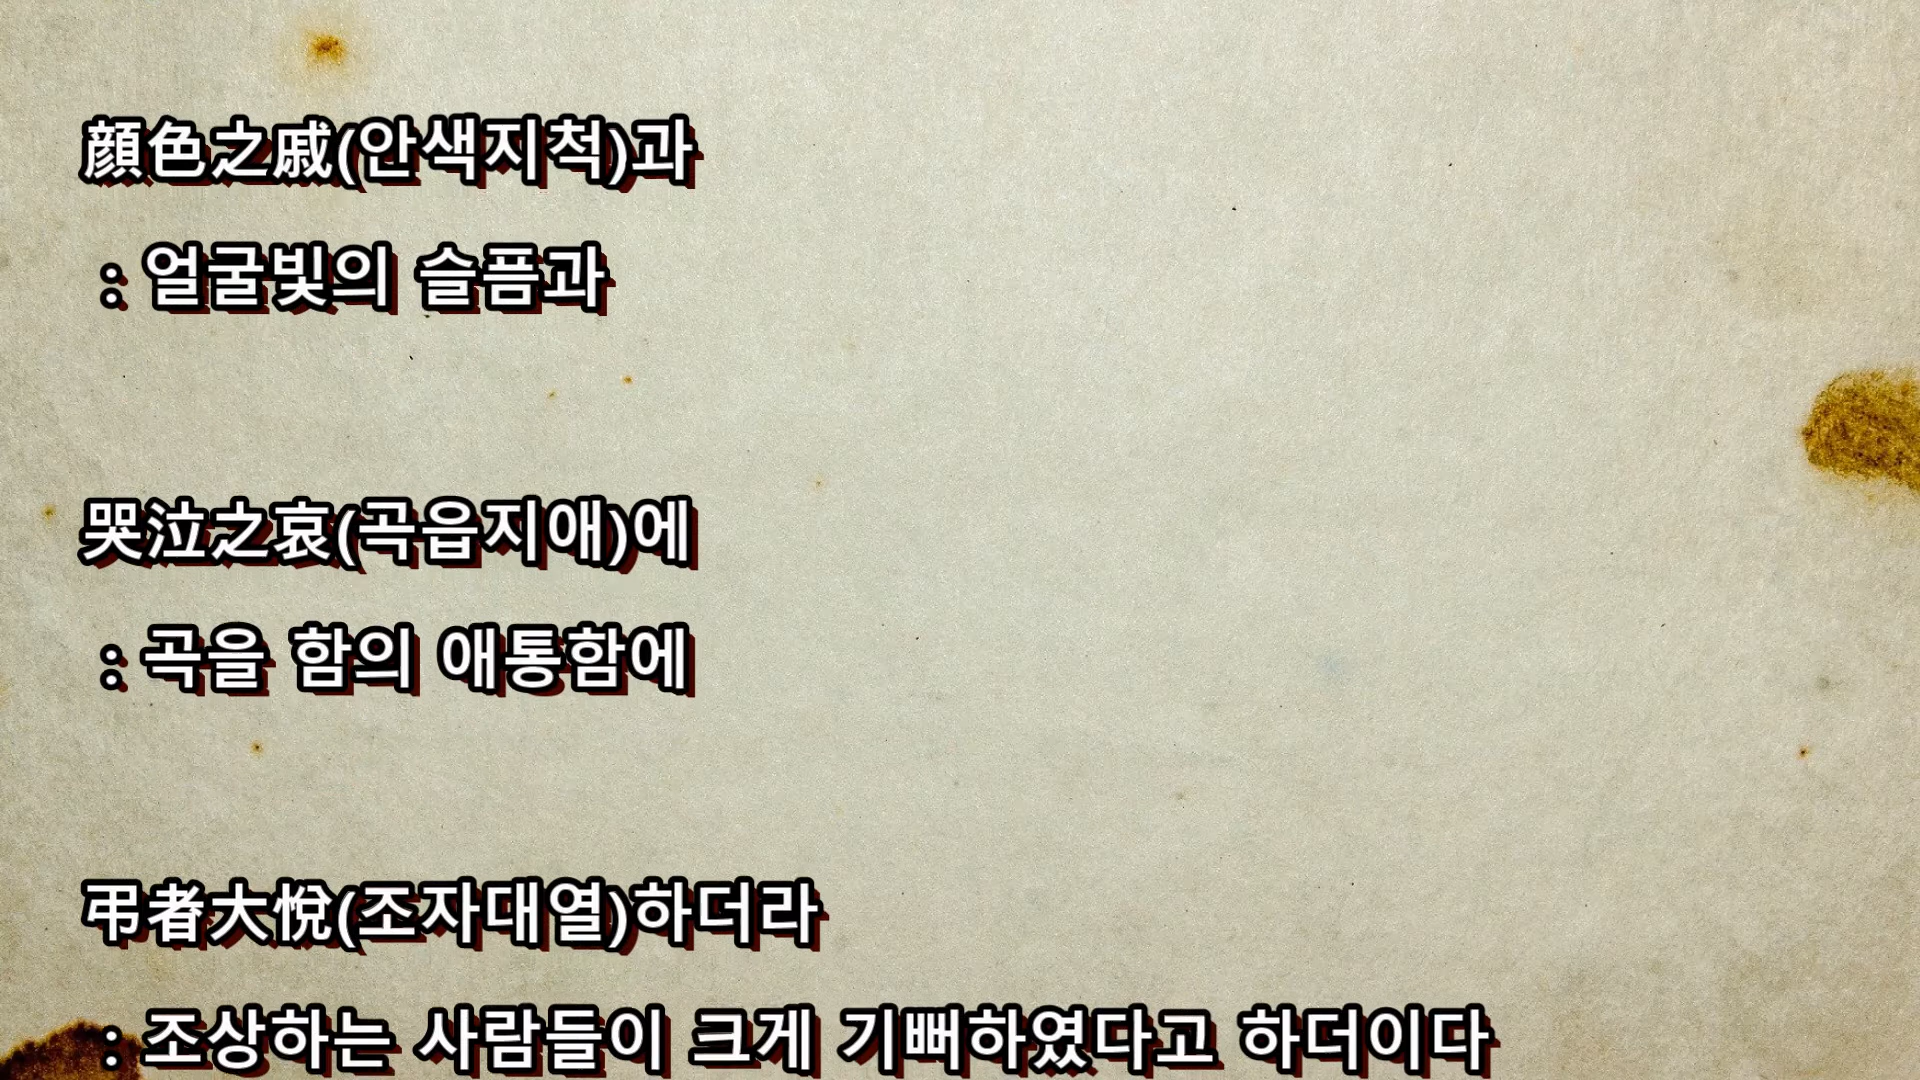 顔色之戚(안색지척)과
: 얼굴빛의 슬픔과
哭泣之哀(곡읍지애)에
: 곡을 함의 애통함에
弔者大悅(조자대열)하더라
: 조상하는 사람들이 크게 기뻐하였다고 하더이다